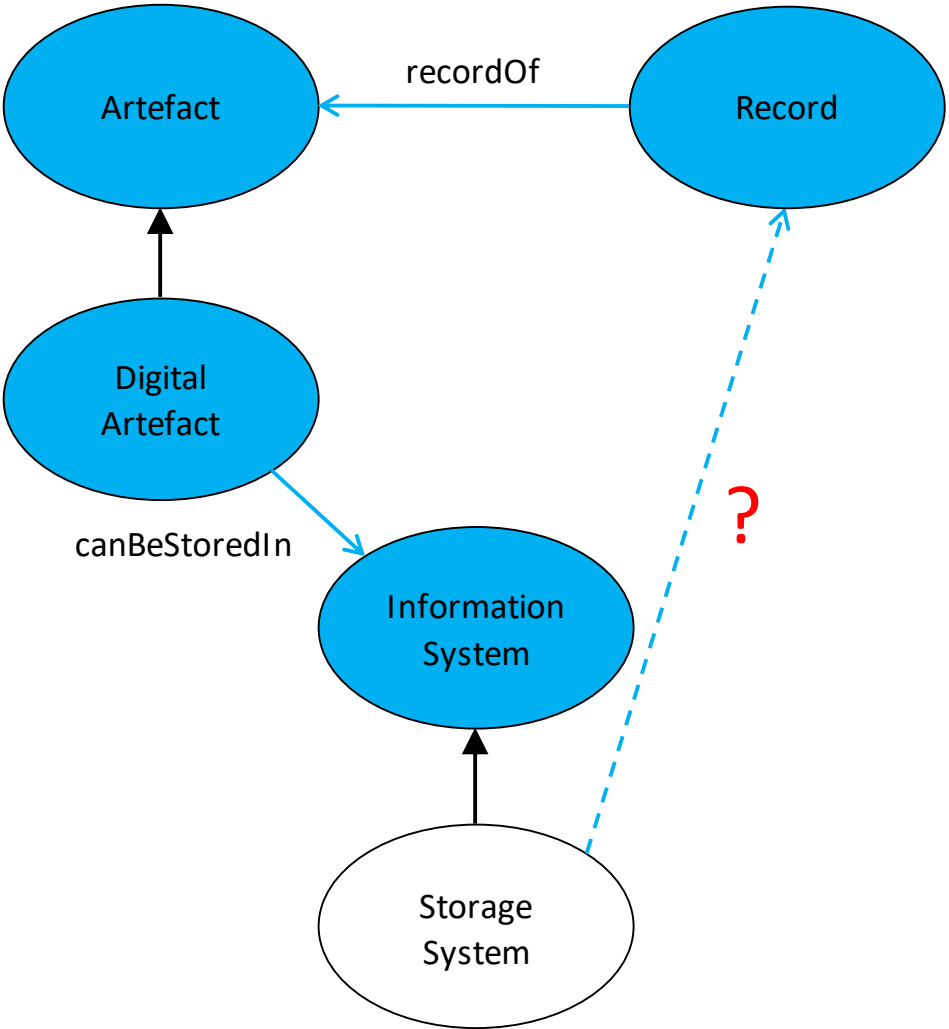 recordOf
Artefact
Record
Digital
Artefact
?
canBeStoredIn
Information
System
Storage
System